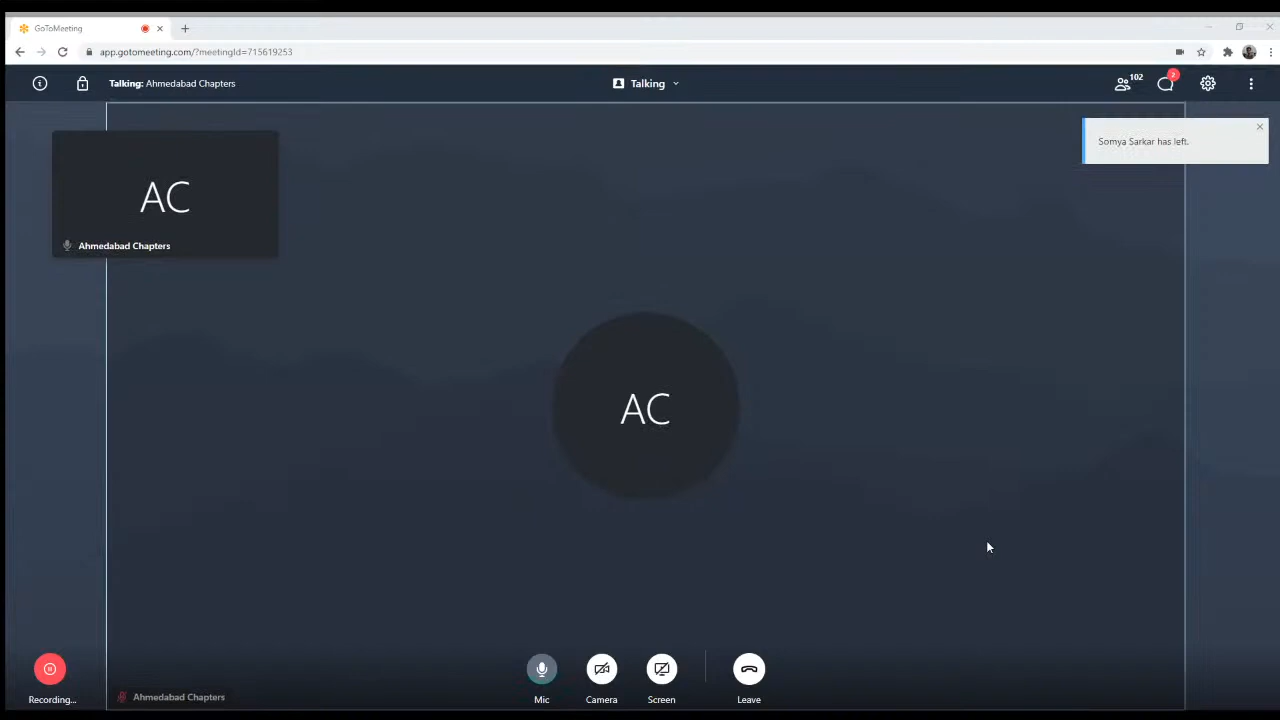 GoToMeeting
app.gotomeeting.com/?meetingId=715619253
Talking: Ahmedabad Chapters
Talking
102
2
Somya Sarkar has left.
AC
Ahmedabad Chapters
AC
Recording...
Ahmedabad Chapters
Mic
Camera
Screen
Leave